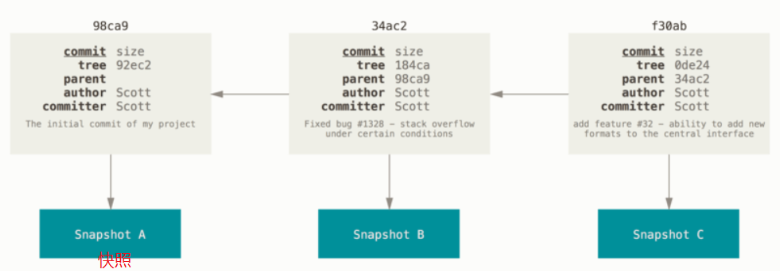 98ca9
commit size
tree 92ec2
parent
author Scott
committer Scott
The initial commit of my project
Snapshot A
快照
34ac2
commit size
tree 184ca
parent 98ca9
author Scott
committer Scott
Fixed bug #1328 - stack overflow
under certain conditions
Snapshot B
f30ab
commit size
tree 0de24
parent 34ac2
author Scott
committer Scott
add feature #32 - ability to add new
formats to the central interface
Snapshot C